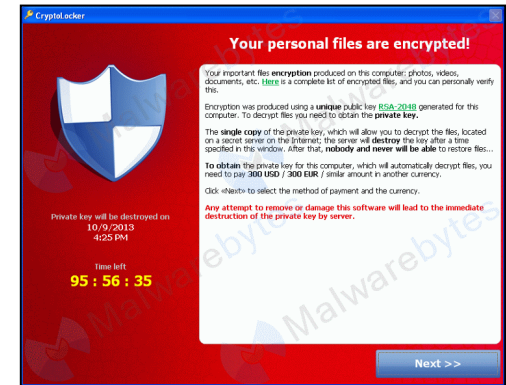 CryptoLocker
Your personal files are encrypted!
Your important files encryption produced on this computer: photos, videos,
documents, etc. Here is a complete list of encrypted files, and you can personally verify
this.
Encryption was produced using a unique public key RSA-2048 generated for this
computer. To decrypt files you need to obtain the private key.
The single copy of the private key, which will allow you to decrypt the files, located
on a secret server on the Internet; the server will destroy the key after a time
specified in this window. After that, nobody and never will be able to restore files...
To obtain the private key for this computer, which will automatically decrypt files, you
need to pay 300 USD / 300 EUR / similar amount in another currency.
Click «Next» to select the method of payment and the currency.
Any attempt to remove or damage this software will lead to the immediate
destruction of the private key by server.
Private key will be destroyed on
10/9/2013
4:25 PM
Time left
95 : 56 : 35
Next >>
Malwarebytes
Malwarebytes
Malwarebytes
Malwarebytes